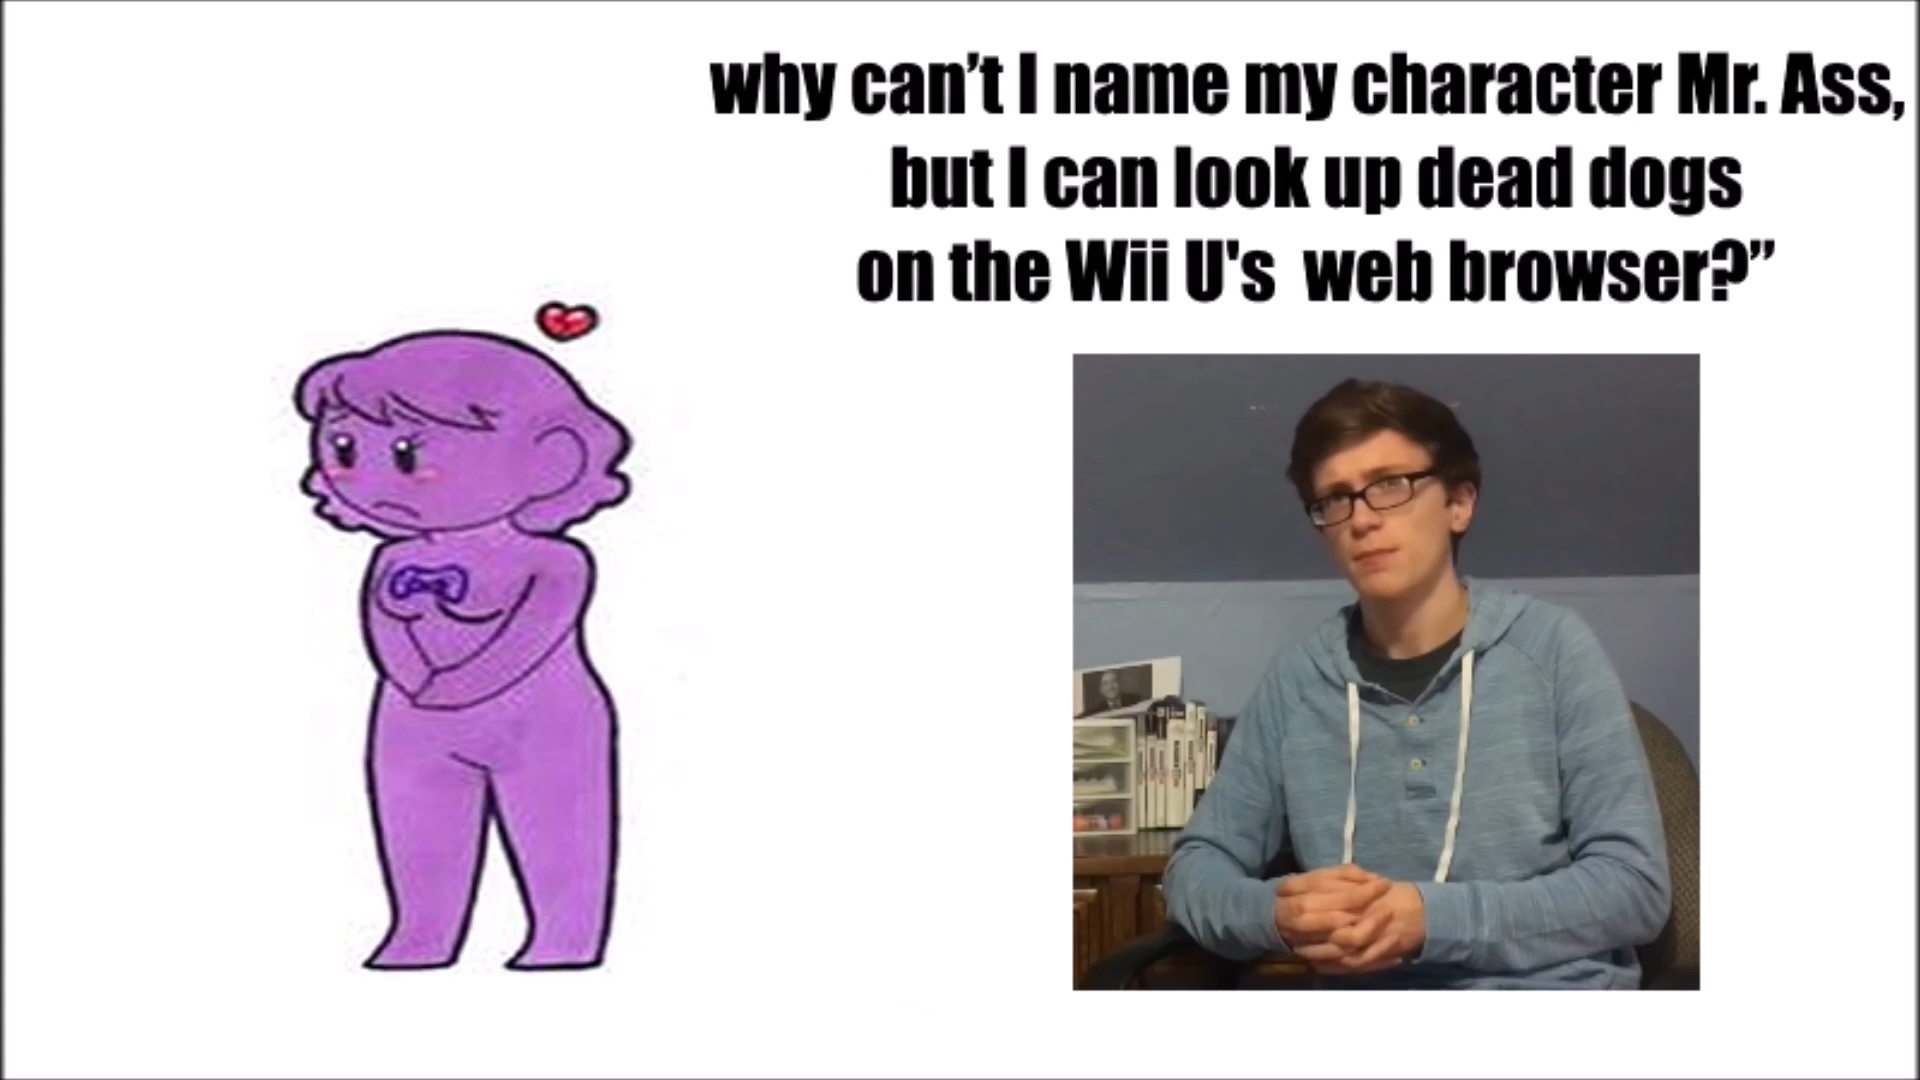 why can’t I name my character Mr. Ass,
but I can look up dead dogs
on the Wii U's web browser?”